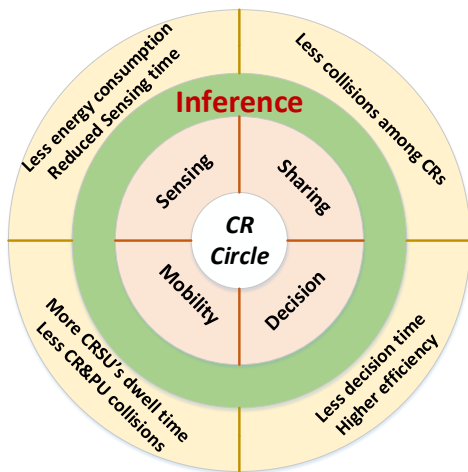 Less energy consumption
Reduced Sensing time
Less collisions among CRs
Inference
Sensing
Sharing
CR
Circle
Mobility
Decision
More CRSU's dwell time
Less CR&PU collisions
Less decision time
Higher efficiency